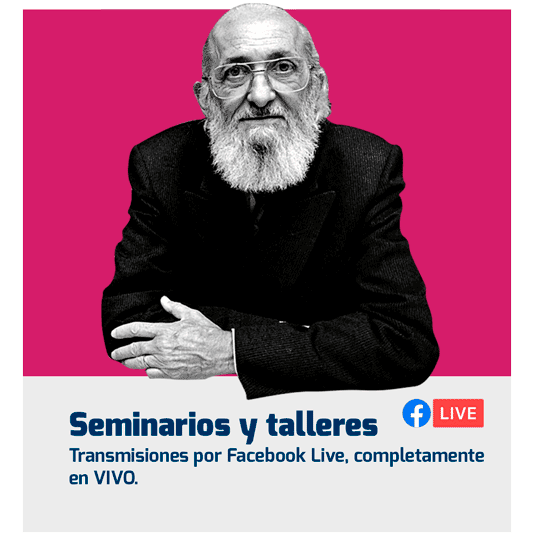 Seminarios y talleres
LIVE
Transmisiones por Facebook Live, completamente
en VIVO.